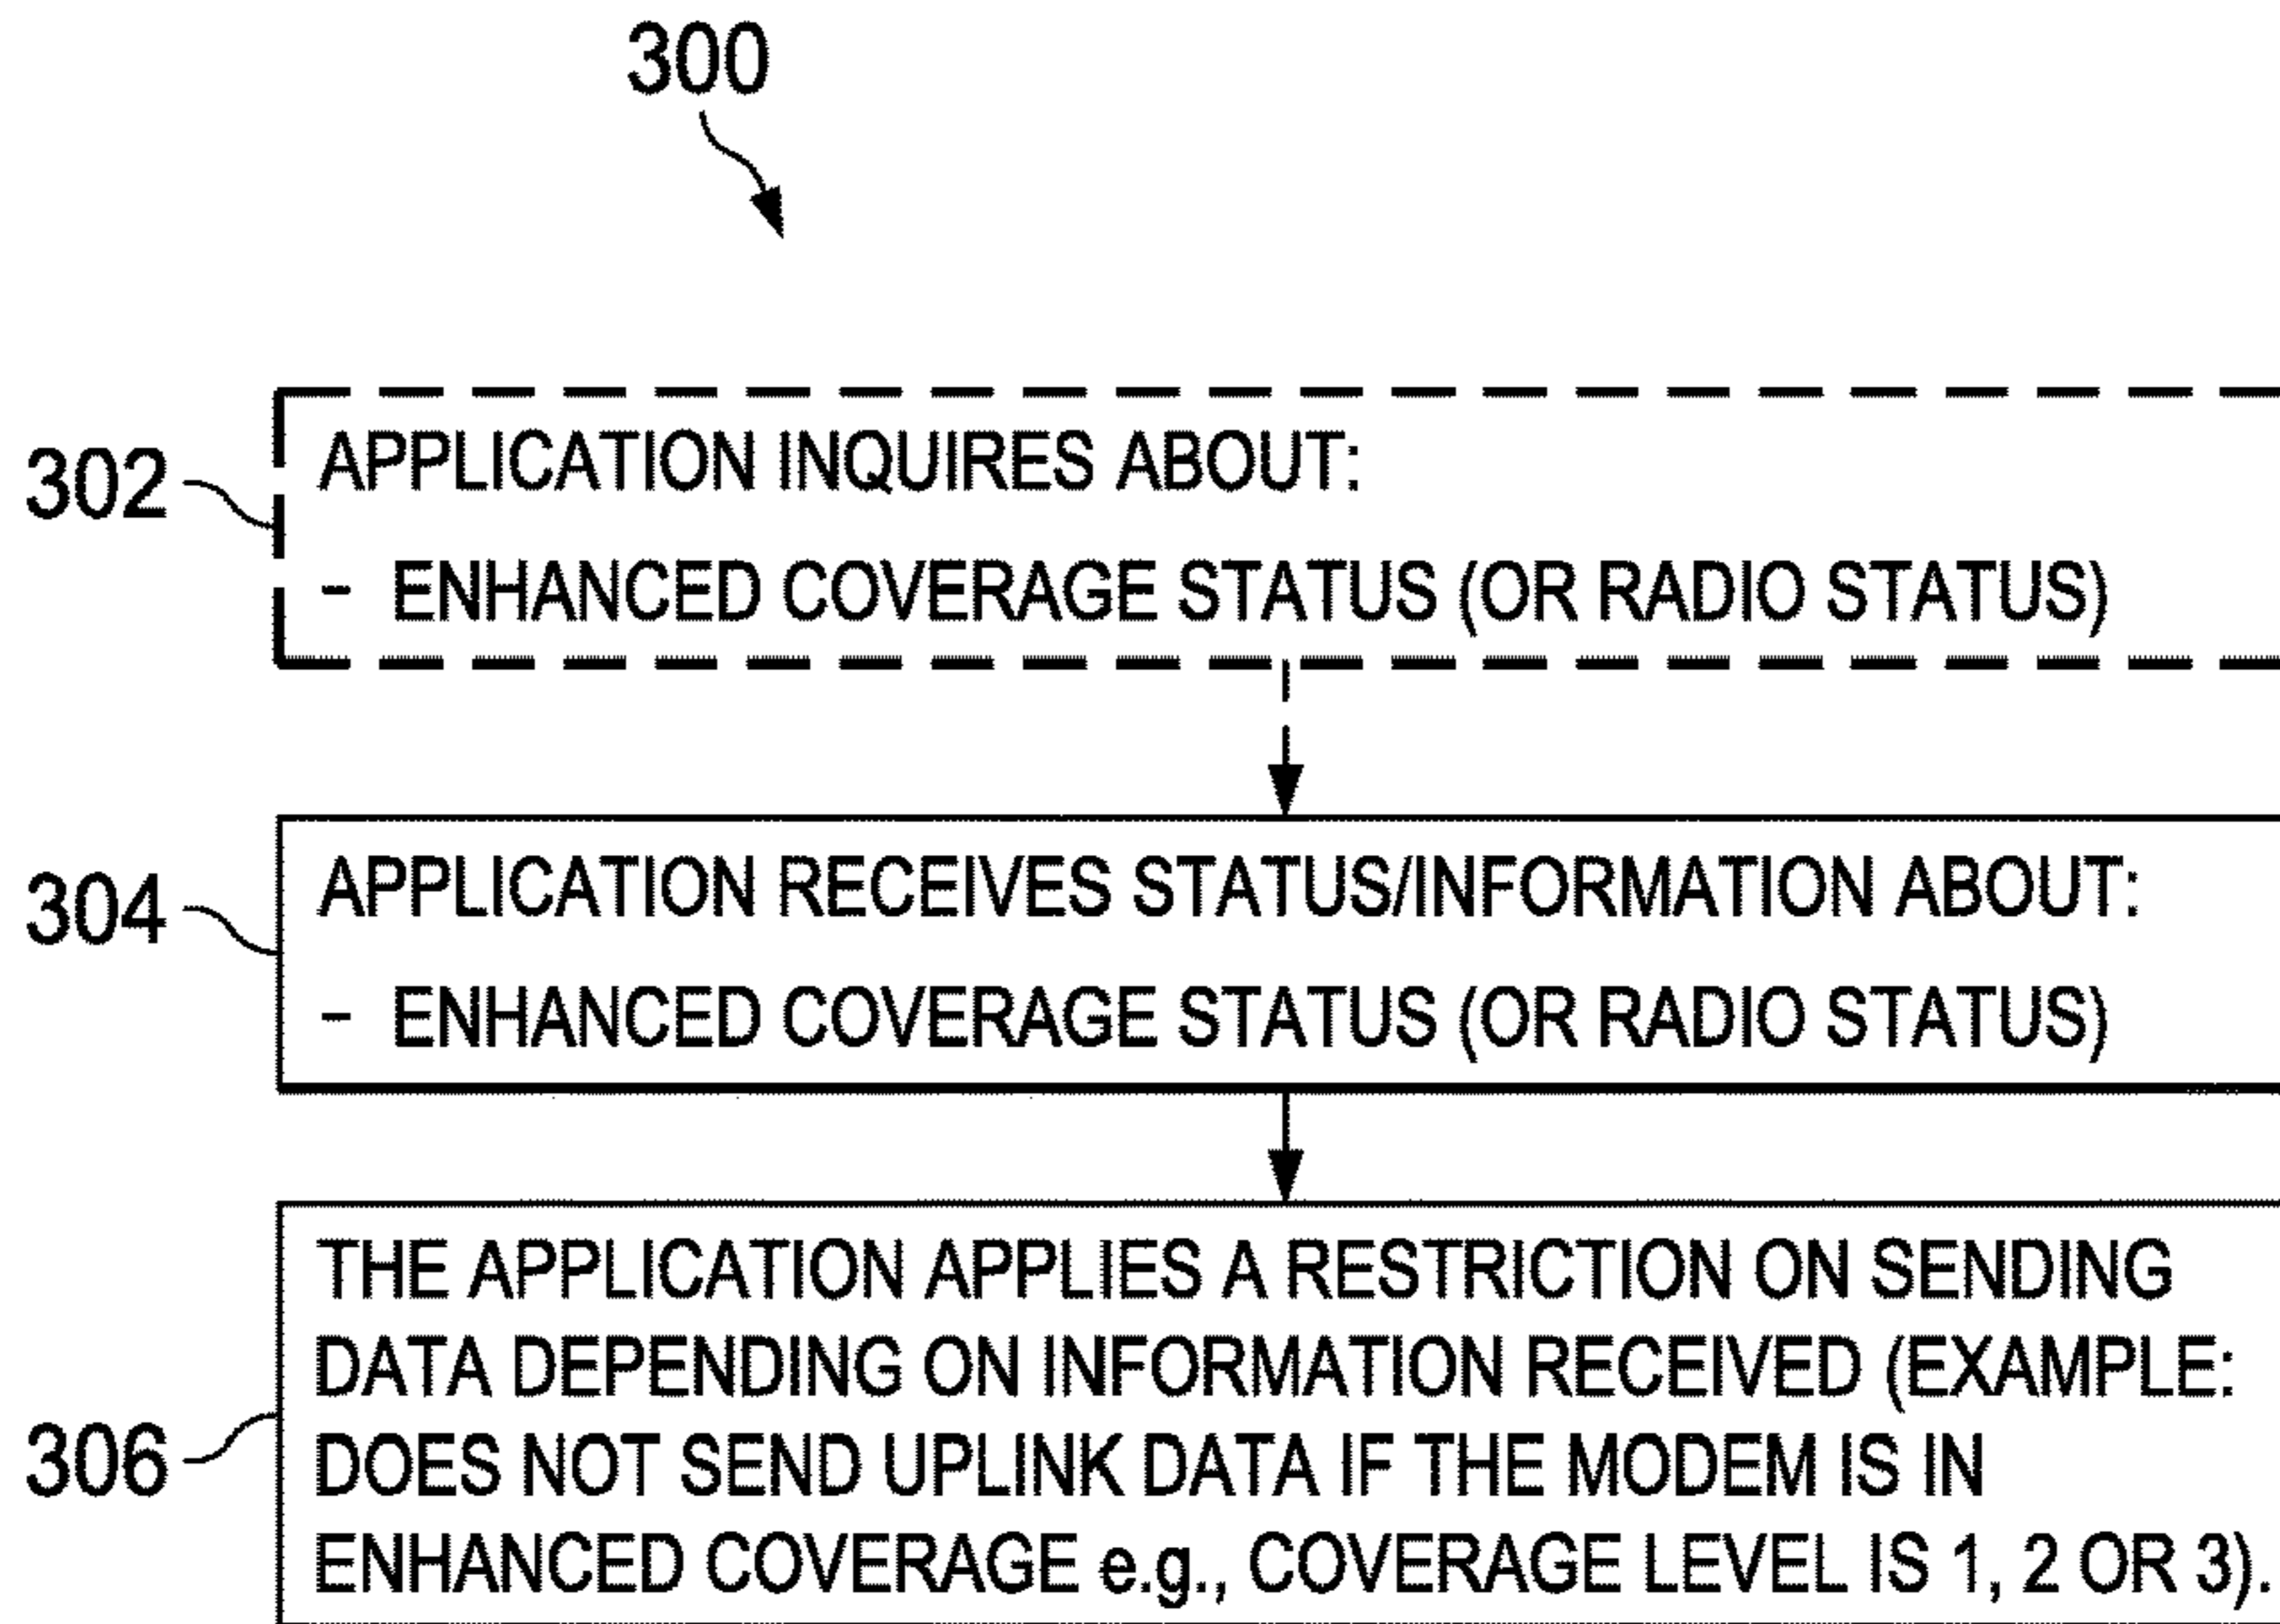 300
302
APPLICATION INQUIRES ABOUT:
- ENHANCED COVERAGE STATUS (OR RADIO STATUS)
304
APPLICATION RECEIVES STATUS/INFORMATION ABOUT:
- ENHANCED COVERAGE STATUS (OR RADIO STATUS)
306
THE APPLICATION APPLIES A RESTRICTION ON SENDING
DATA DEPENDING ON INFORMATION RECEIVED (EXAMPLE:
DOES NOT SEND UPLINK DATA IF THE MODEM IS IN
ENHANCED COVERAGE e.g., COVERAGE LEVEL IS 1, 2 OR 3).